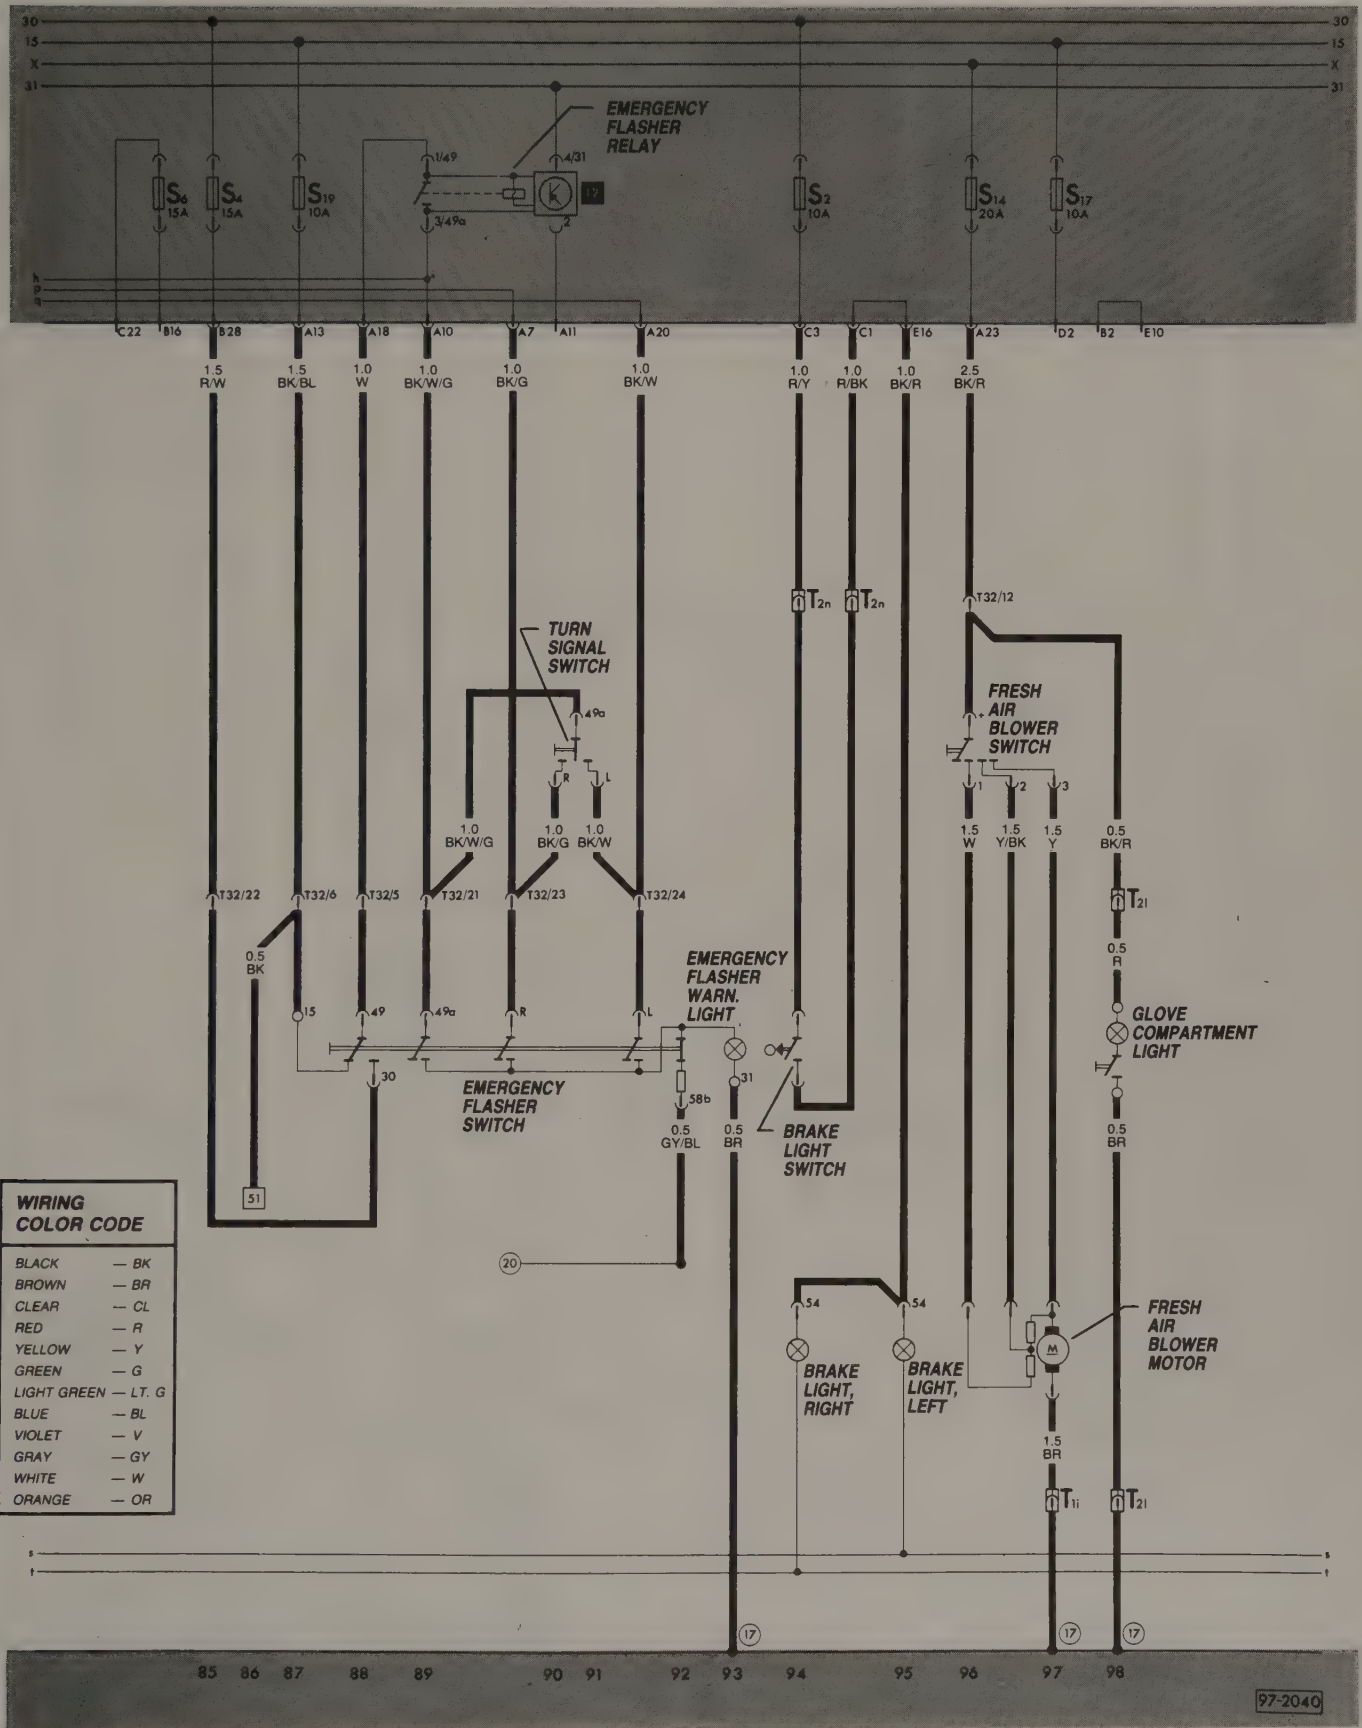 30 30
15 15
X X
31 31
EMERGENCY
FLASHER
RELAY
1/49
4/31
S6
15A
S4
15A
S19
10A
3/49a
2
S2
10A
S14
20A
S17
10A
C22 B16 B28 A13 A18 A10 A7 A11 A20 C3 C1 E16 A23 D2 B2 E10
1.5
R/W
1.5
BK/BL
1.0
W
1.0
BK/W/G
1.0
BK/G
1.0
BK/W
1.0
R/Y
1.0
R/BK
1.0
BK/R
2.5
BK/R
T2n T2n T32/12
TURN
SIGNAL
SWITCH
49a
R L
FRESH
AIR
BLOWER
SWITCH
+
1 2 3
1.0
BK/W/G
1.0
BK/G
1.0
BK/W
1.5
W
1.5
Y/BK
1.5
Y
0.5
BK/R
T32/22 T32/6 T32/5 T32/21 T32/23 T32/24 T2l
0.5
BK
0.5
R
EMERGENCY
FLASHER
WARN.
LIGHT
15 49 49a R L
GLOVE
COMPARTMENT
LIGHT
30
EMERGENCY
FLASHER
SWITCH
31
58b
0.5
GY/BL
0.5
BR
BRAKE
LIGHT
SWITCH
0.5
BR
51
20
WIRING
COLOR CODE
BLACK — BK
BROWN — BR
CLEAR — CL
RED — R
YELLOW — Y
GREEN — G
LIGHT GREEN — LT. G
BLUE — BL
VIOLET — V
GRAY — GY
WHITE — W
ORANGE — OR
54 54
M
FRESH
AIR
BLOWER
MOTOR
BRAKE
LIGHT,
RIGHT
BRAKE
LIGHT,
LEFT
1.5
BR
T1i T2l
s s
t t
17 17 17
85 86 87 88 89 90 91 92 93 94 95 96 97 98
97-2040